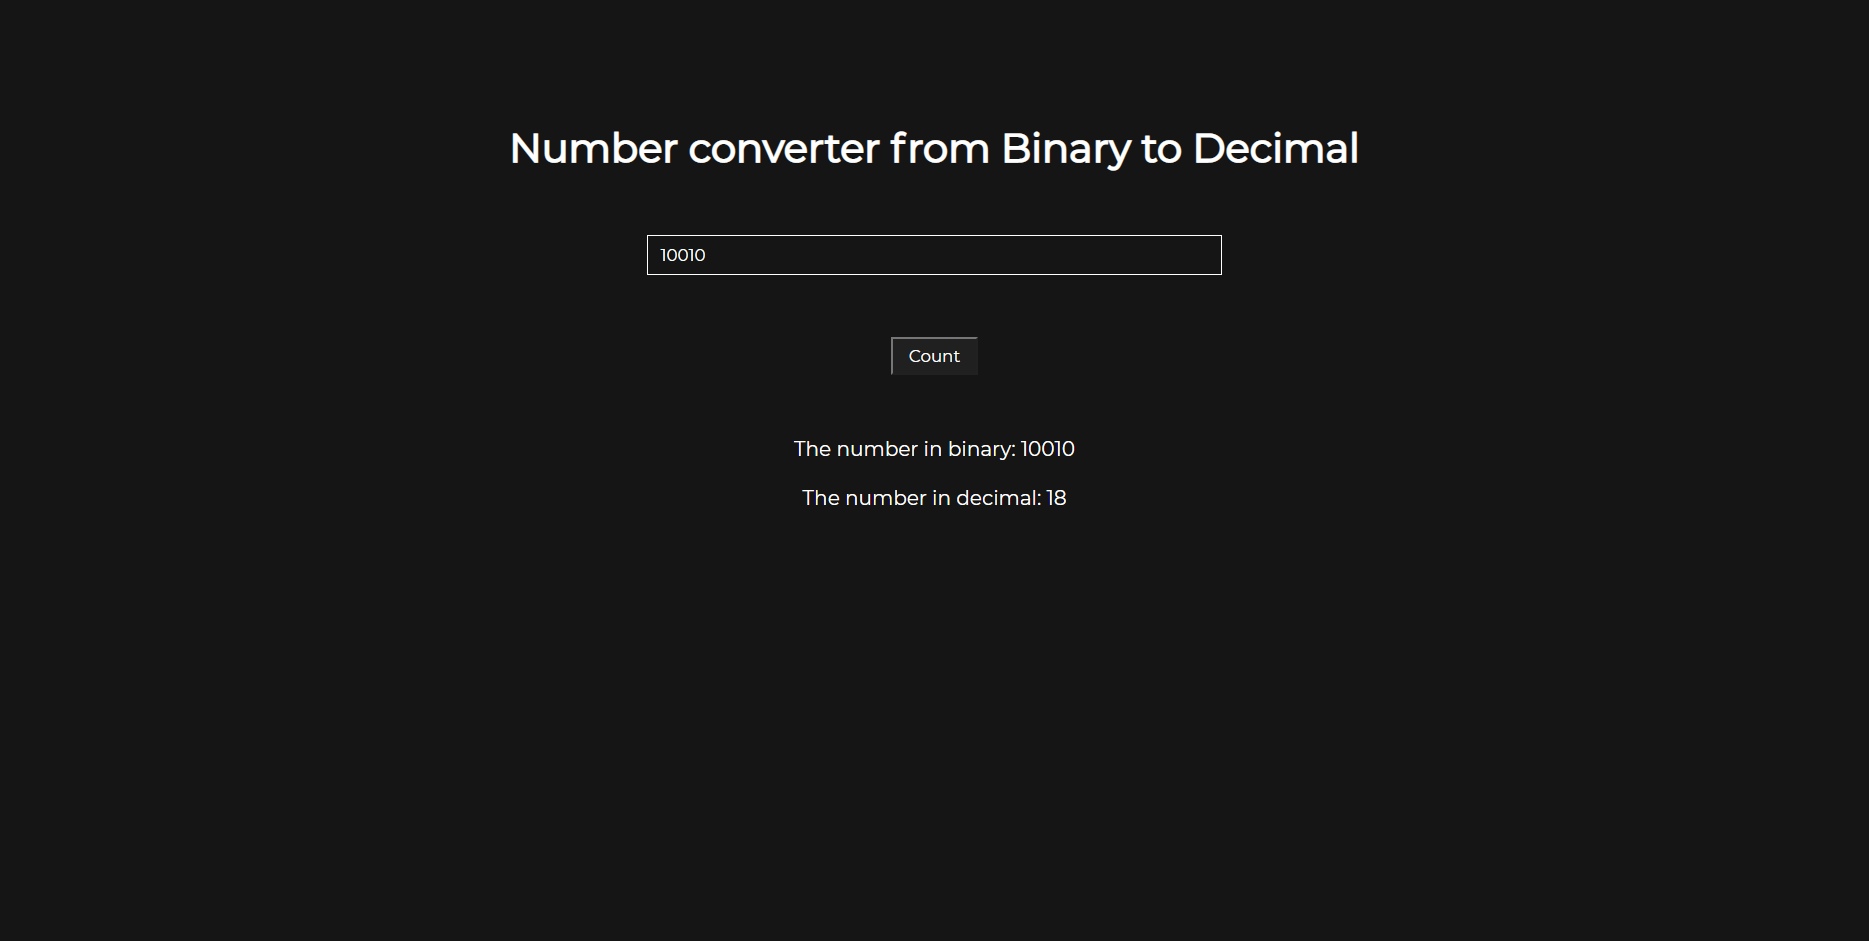 Number converter from Binary to Decimal
10010
Count
The number in binary: 10010
The number in decimal: 18